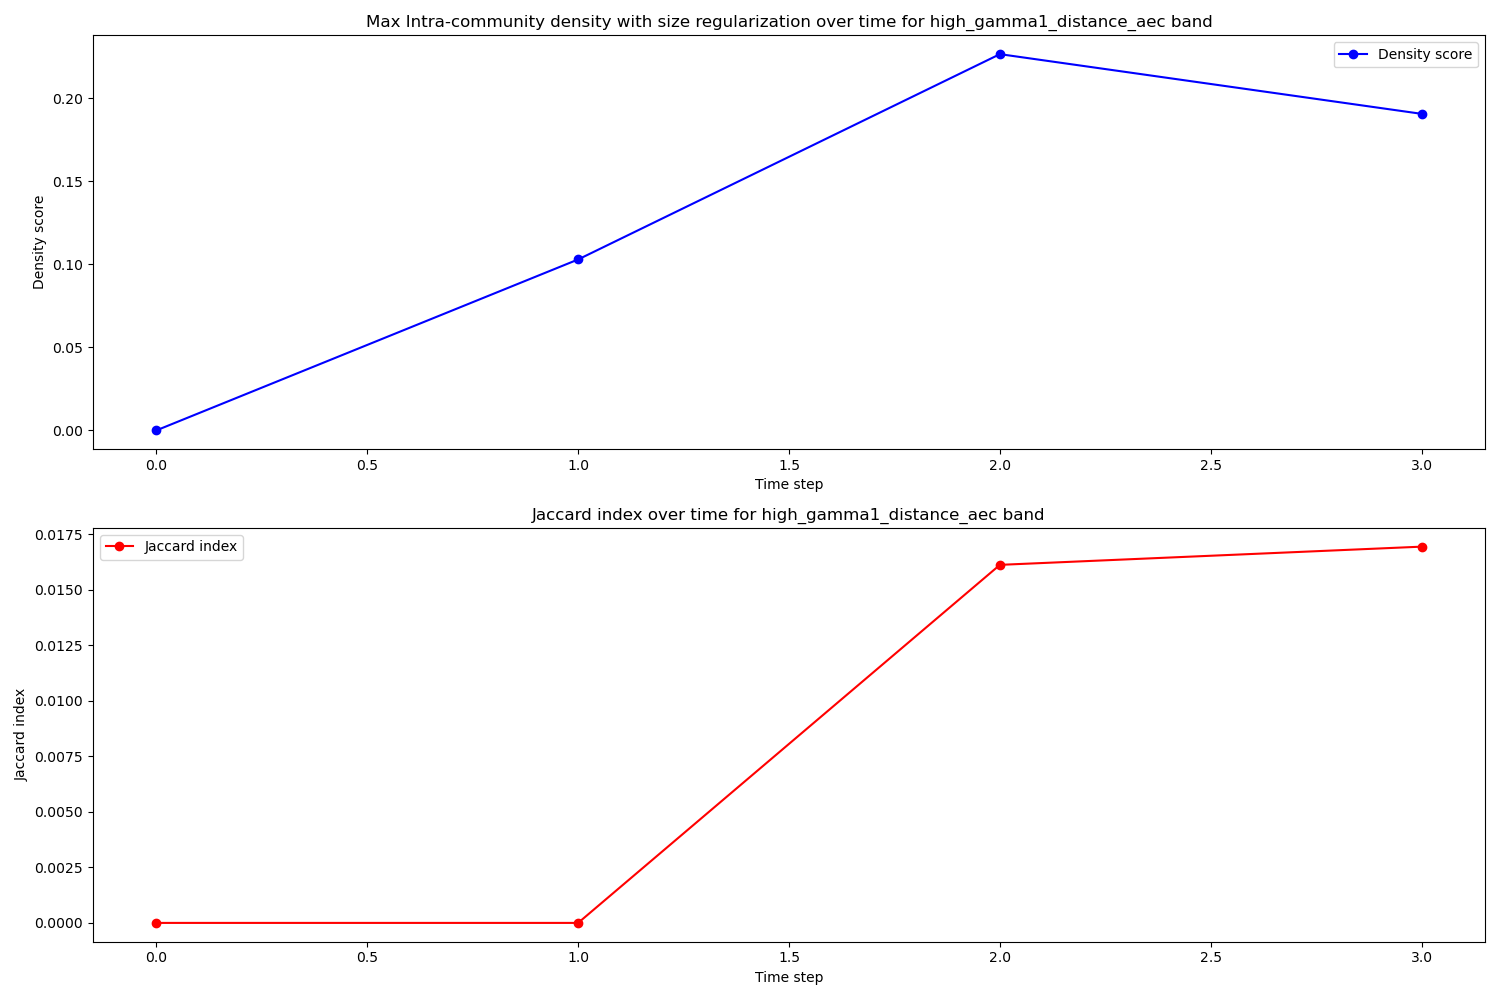 Max Intra-community density with size regularization over time for high_gamma1_distance_aec band
Density score
0.20
0.15
0.10
0.05
0.00
Density score
0.0 0.5 1.0 1.5 2.0 2.5 3.0
Time step
Jaccard index over time for high_gamma1_distance_aec band
Jaccard index
0.0175
0.0150
0.0125
0.0100
0.0075
0.0050
0.0025
0.0000
Jaccard index
0.0 0.5 1.0 1.5 2.0 2.5 3.0
Time step